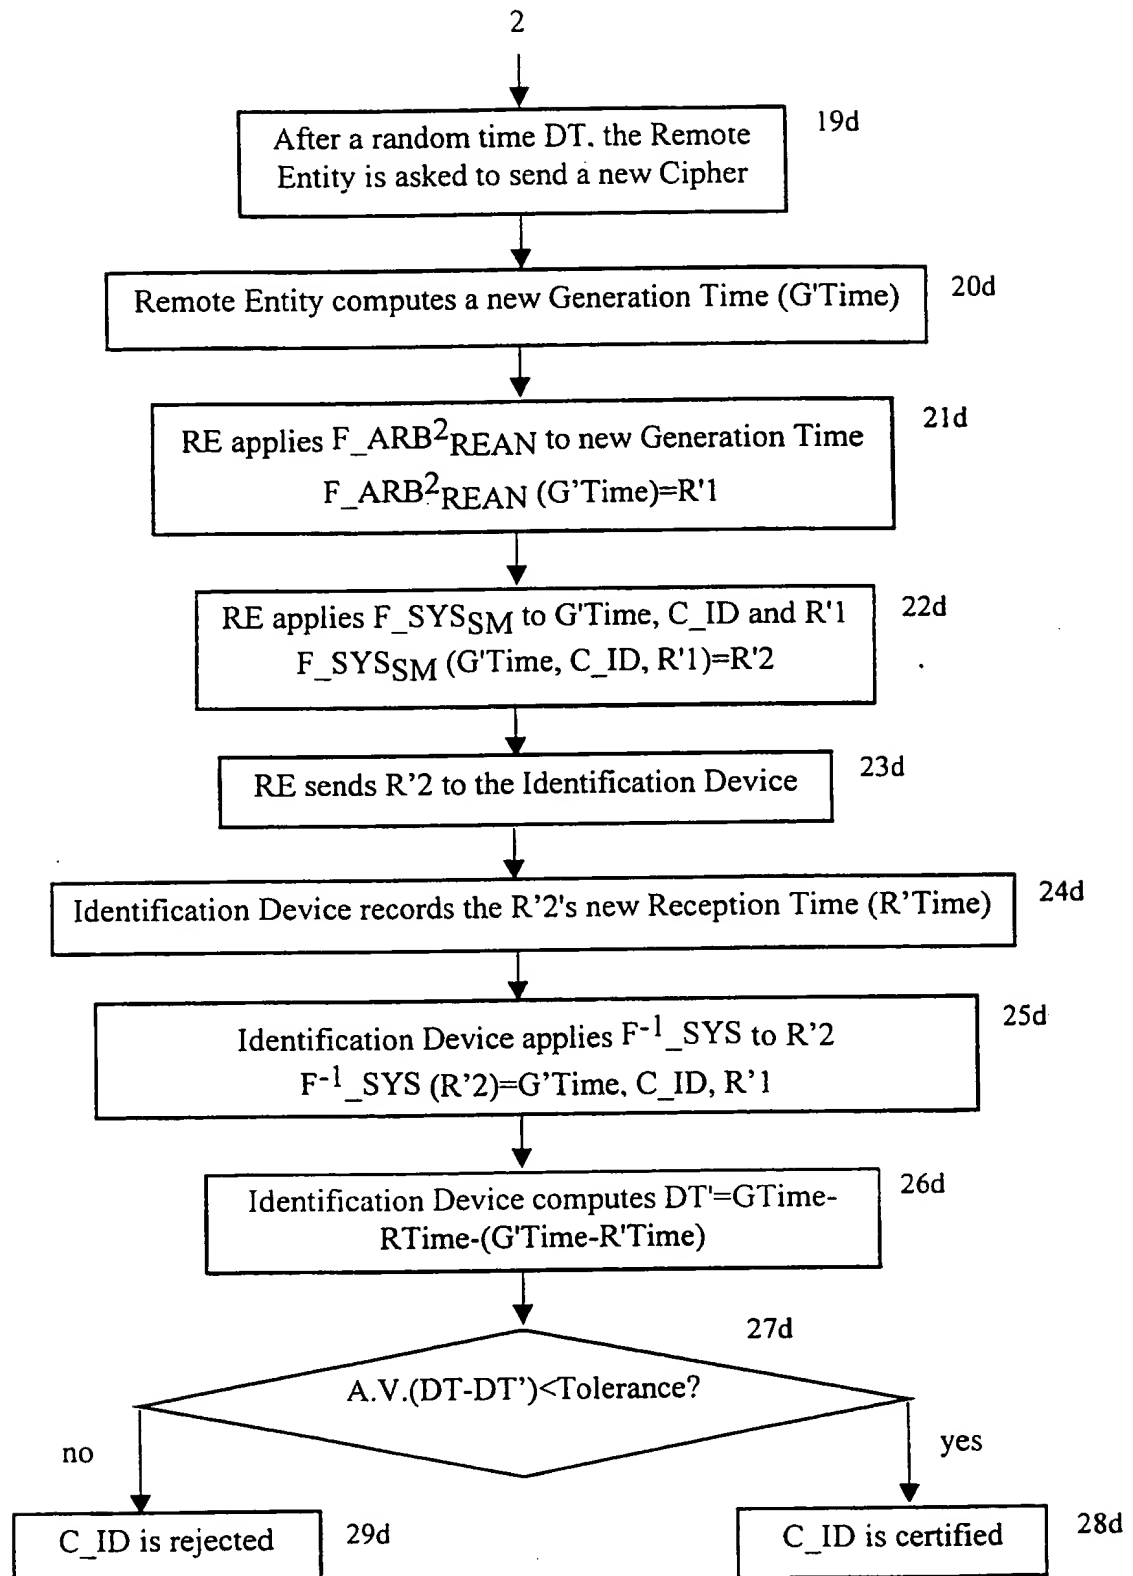 2
After a random time DT. the Remote
Entity is asked to send a new Cipher
19d
Remote Entity computes a new Generation Time (G'Time)
20d
RE applies F_ARB²REAN to new Generation Time
F_ARB²REAN (G'Time)=R'1
21d
RE applies F_SYSSM to G'Time, C_ID and R'1
F_SYSSM (G'Time, C_ID, R'1)=R'2
22d
RE sends R'2 to the Identification Device
23d
Identification Device records the R'2's new Reception Time (R'Time)
24d
Identification Device applies F⁻¹_SYS to R'2
F⁻¹_SYS (R'2)=G'Time, C_ID, R'1
25d
Identification Device computes DT'=GTime-
RTime-(G'Time-R'Time)
26d
27d
A.V.(DT-DT')<Tolerance?
no
yes
C_ID is rejected
29d
C_ID is certified
28d